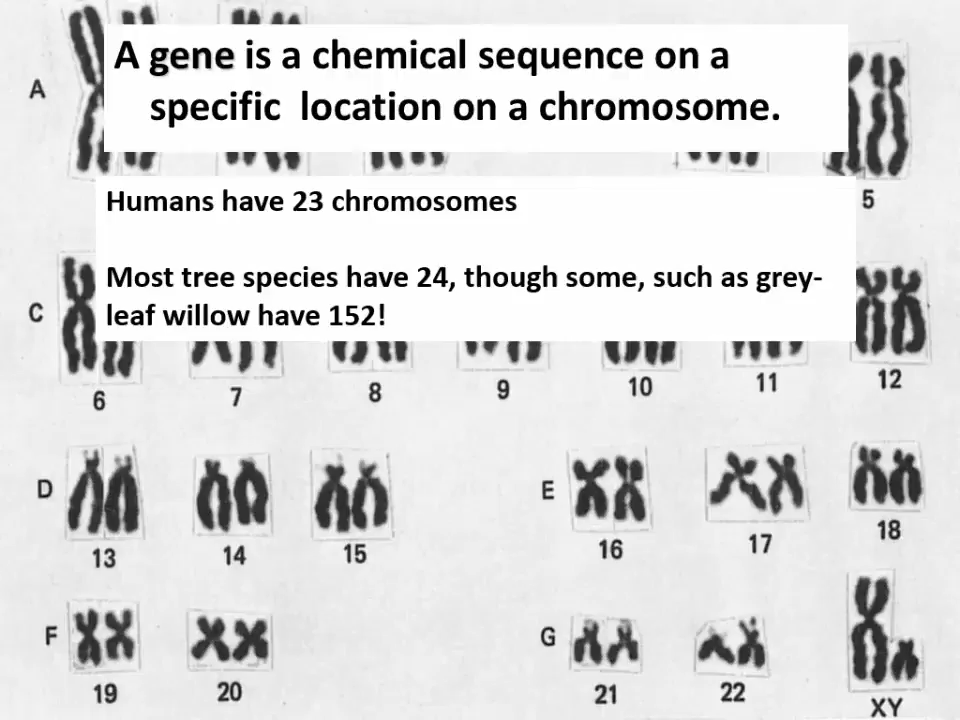 A gene is a chemical sequence on a
specific location on a chromosome.
A
Humans have 23 chromosomes
5
Most tree species have 24, though some, such as grey-
leaf willow have 152!
C
6
7
8
9
10
11
12
D
E
13
14
15
16
17
18
F
G
19
20
21
22
XY